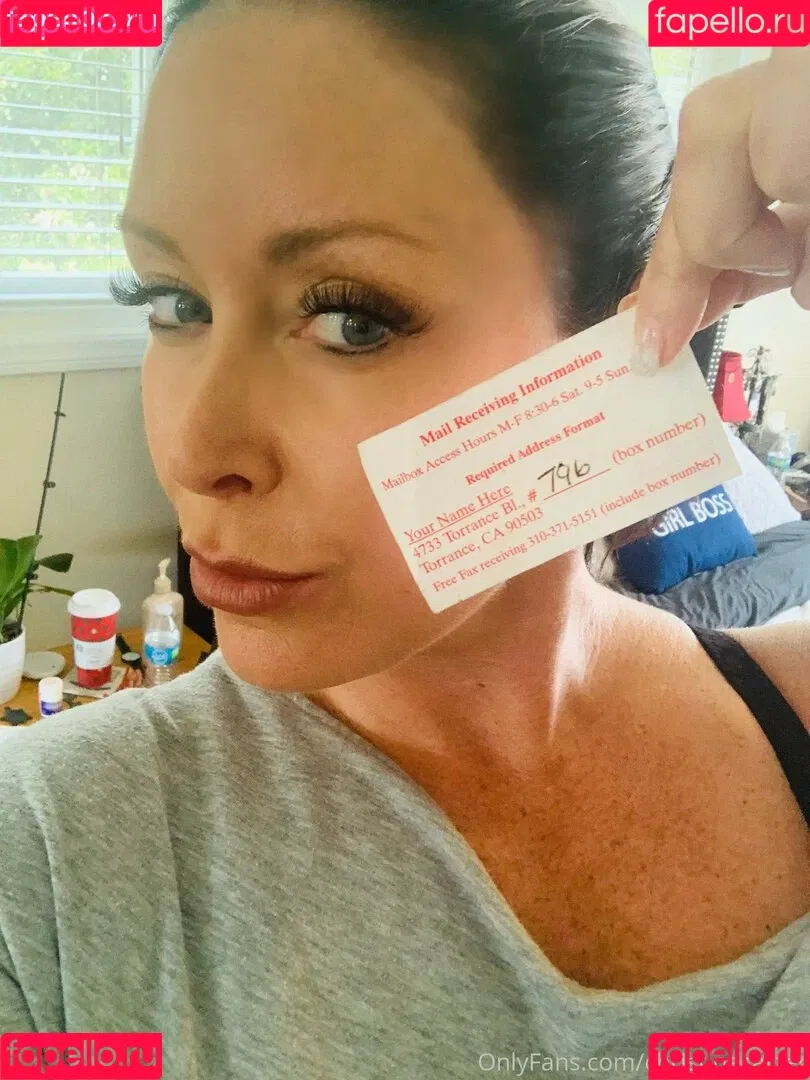 fapello.ru
fapello.ru
Mail Receiving Information
Mailbox Access Hours M-F 8:30-6 Sat. 9-5 Sun
Required Address Format
Your Name Here
4733 Torrance Bl., # 796 (box number)
Torrance, CA 90503
Free Fax receiving 310-371-5151 (include box number)
GIRL BOSS
OnlyFans.com/
fapello.ru
fapello.ru